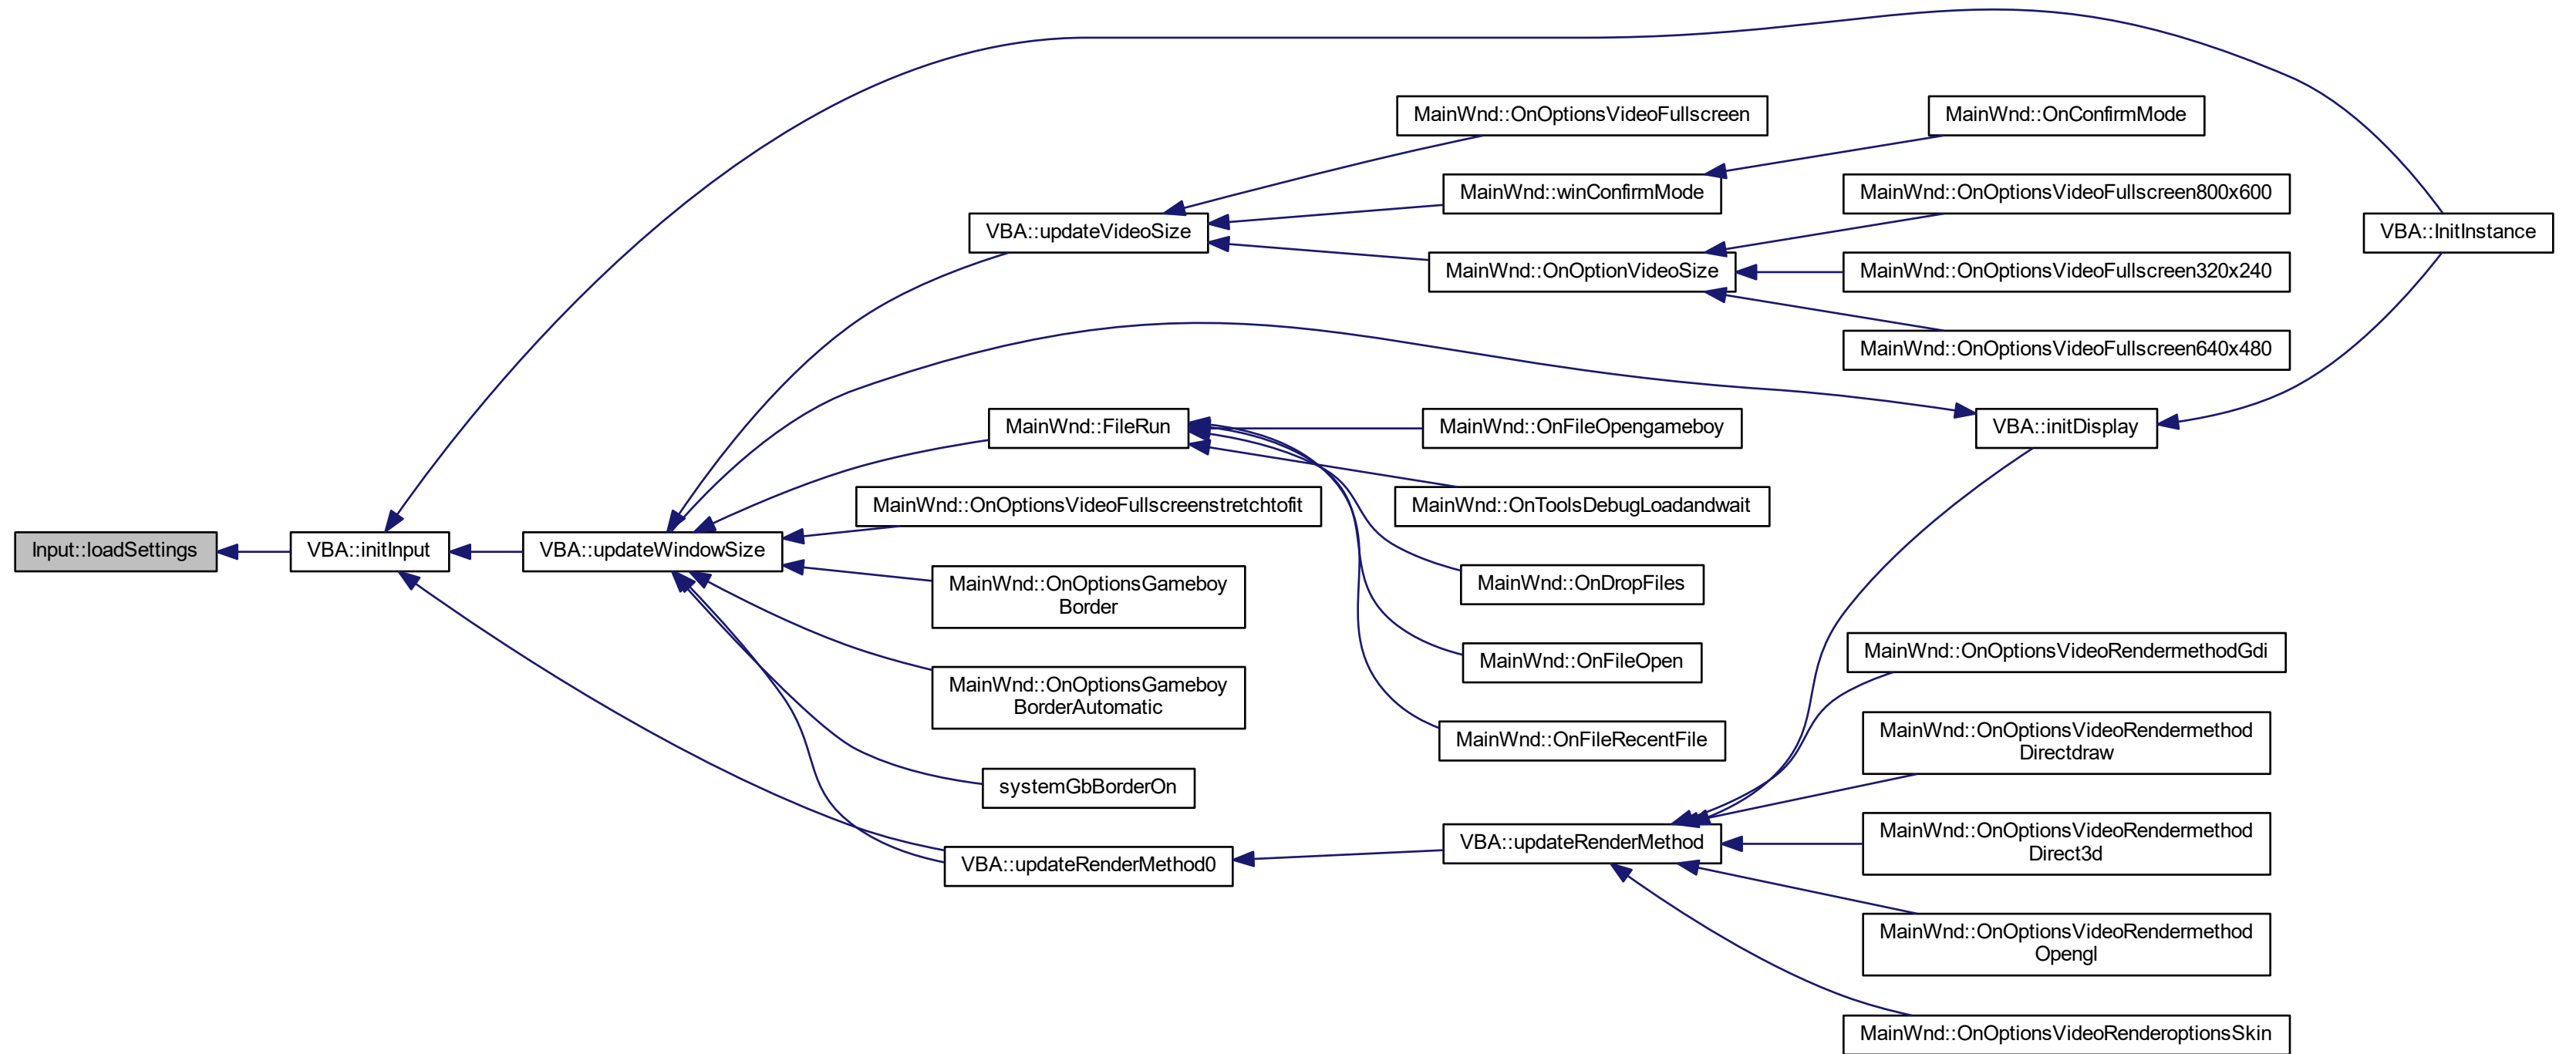 MainWnd::OnOptionsVideoFullscreen
MainWnd::OnConfirmMode
MainWnd::winConfirmMode
MainWnd::OnOptionsVideoFullscreen800x600
VBA::updateVideoSize
VBA::InitInstance
MainWnd::OnOptionVideoSize
MainWnd::OnOptionsVideoFullscreen320x240
MainWnd::OnOptionsVideoFullscreen640x480
MainWnd::FileRun
MainWnd::OnFileOpengameboy
VBA::initDisplay
MainWnd::OnOptionsVideoFullscreenstretchtofit
MainWnd::OnToolsDebugLoadandwait
Input::loadSettings
VBA::initInput
VBA::updateWindowSize
MainWnd::OnOptionsGameboy
Border
MainWnd::OnDropFiles
MainWnd::OnOptionsVideoRendermethodGdi
MainWnd::OnFileOpen
MainWnd::OnOptionsGameboy
BorderAutomatic
MainWnd::OnFileRecentFile
MainWnd::OnOptionsVideoRendermethod
Directdraw
systemGbBorderOn
VBA::updateRenderMethod
MainWnd::OnOptionsVideoRendermethod
Direct3d
VBA::updateRenderMethod0
MainWnd::OnOptionsVideoRendermethod
Opengl
MainWnd::OnOptionsVideoRenderoptionsSkin